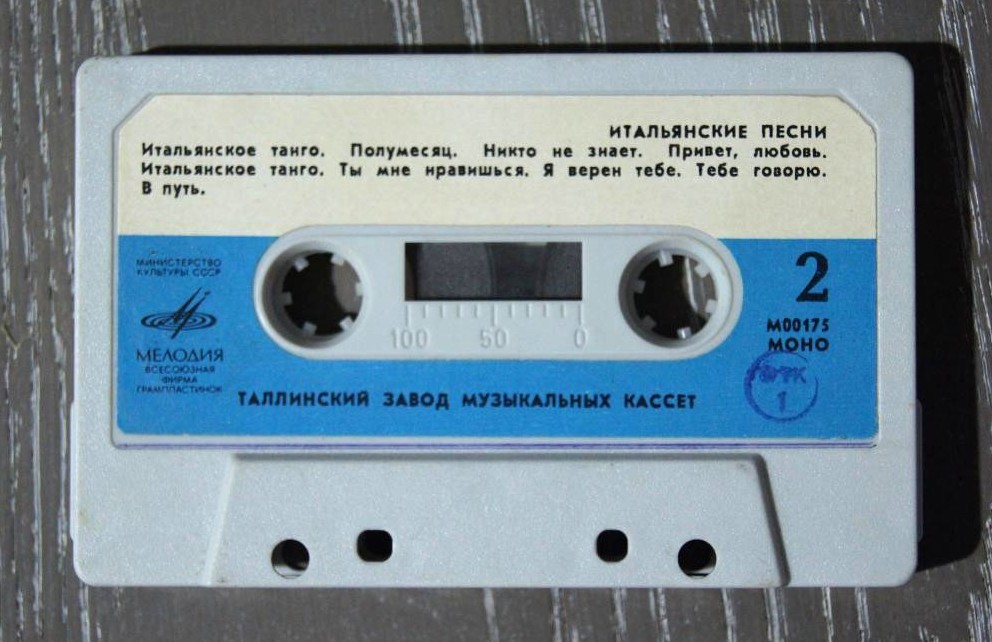 ИТАЛЬЯНСКИЕ ПЕСНИ
Итальянское танго. Полумесяц. Никто не знает. Привет, любовь.
Итальянское танго. Ты мне нравишься. Я верен тебе. Тебе говорю.
В путь.
МИНИСТЕРСТВО
КУЛЬТУРЫ СССР
МЕЛОДИЯ
ВСЕСОЮЗНАЯ
ФИРМА
ГРАМПЛАСТИНОК
100 50 0
2
М00175
МОНО
1
ТАЛЛИНСКИЙ ЗАВОД МУЗЫКАЛЬНЫХ КАССЕТ